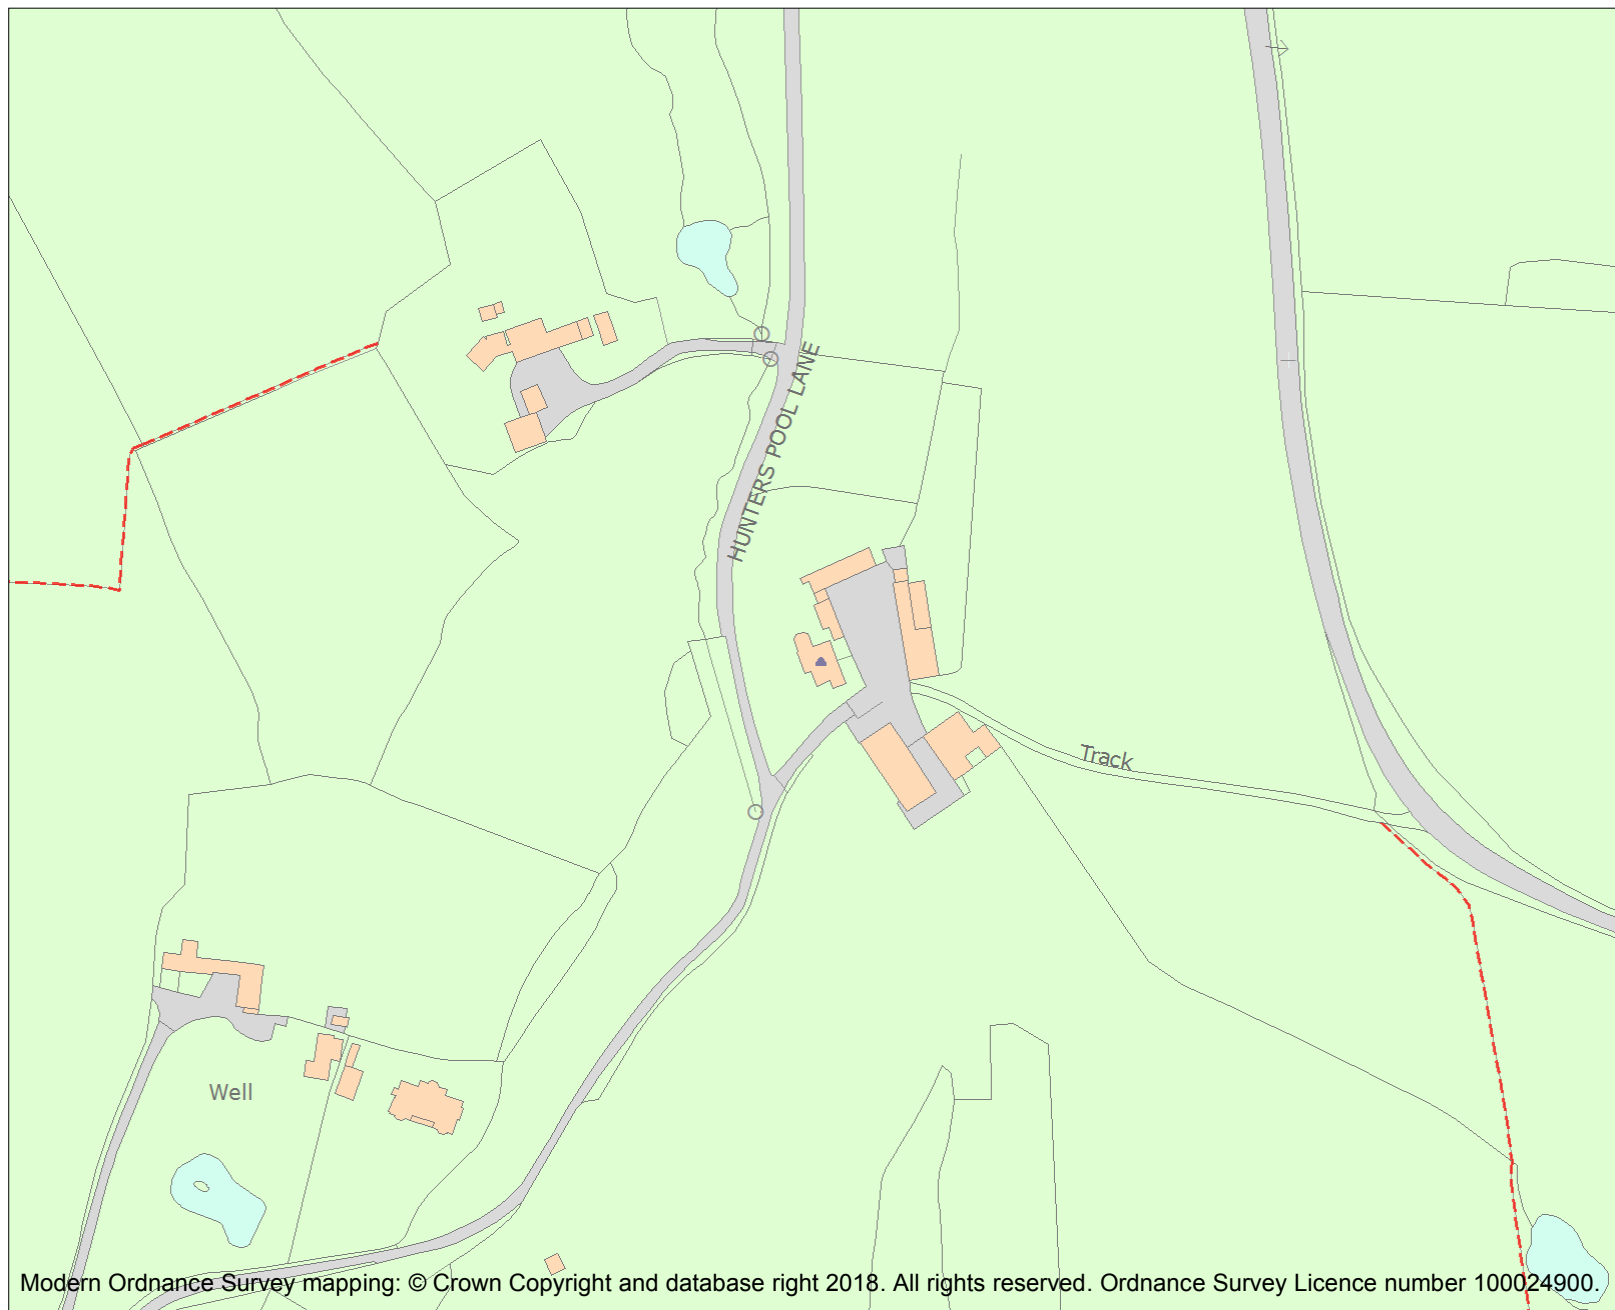 HUNTERS POOL LANE
Track
Well
Modern Ordnance Survey mapping: © Crown Copyright and database right 2018. All rights reserved. Ordnance Survey Licence number 100024900.